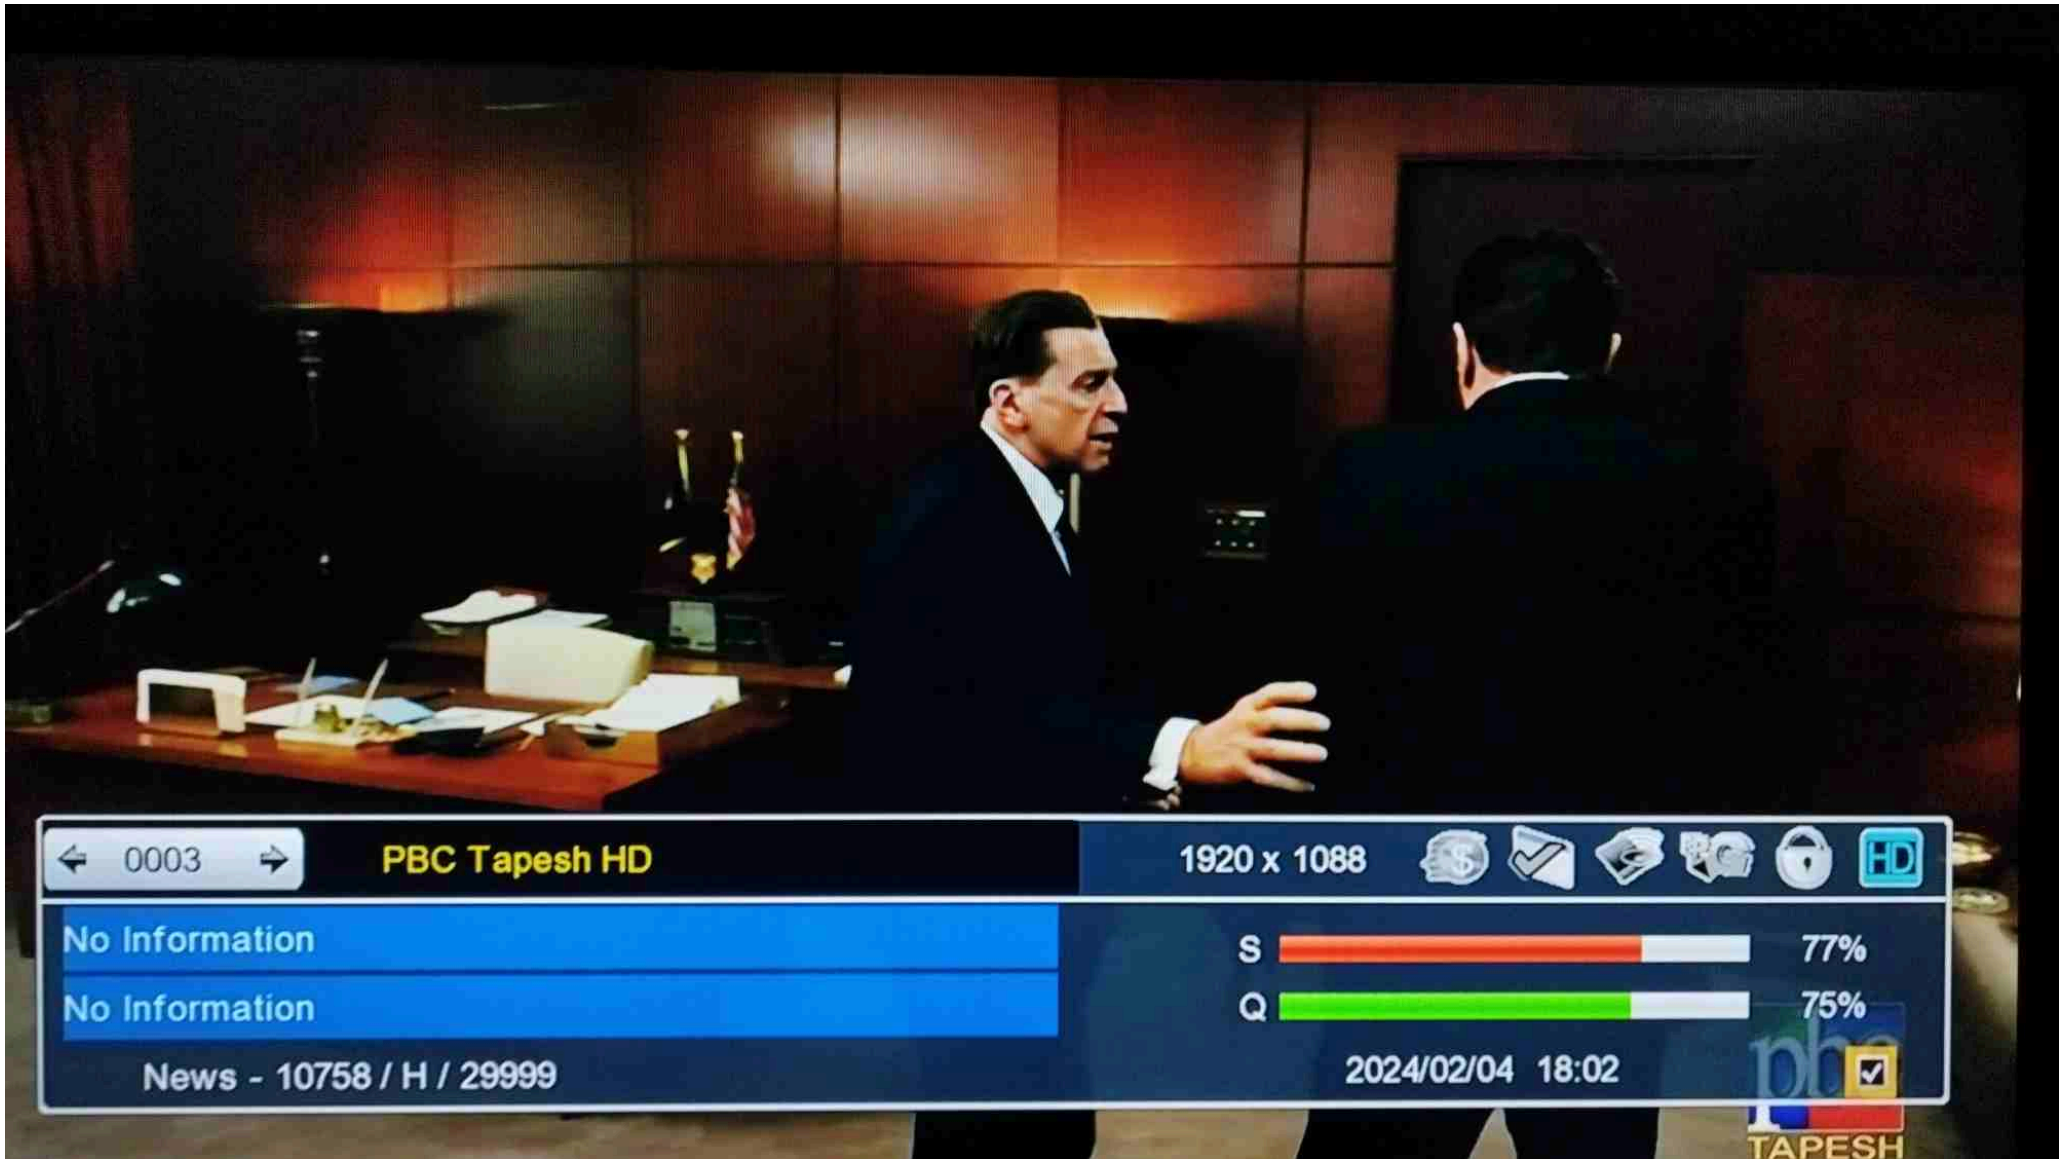 0003 PBC Tapesh HD 1920 x 1088 $ HD
No Information
S 77%
No Information
Q 75%
News - 10758 / H / 29999
2024/02/04 18:02
pbc
TAPESH